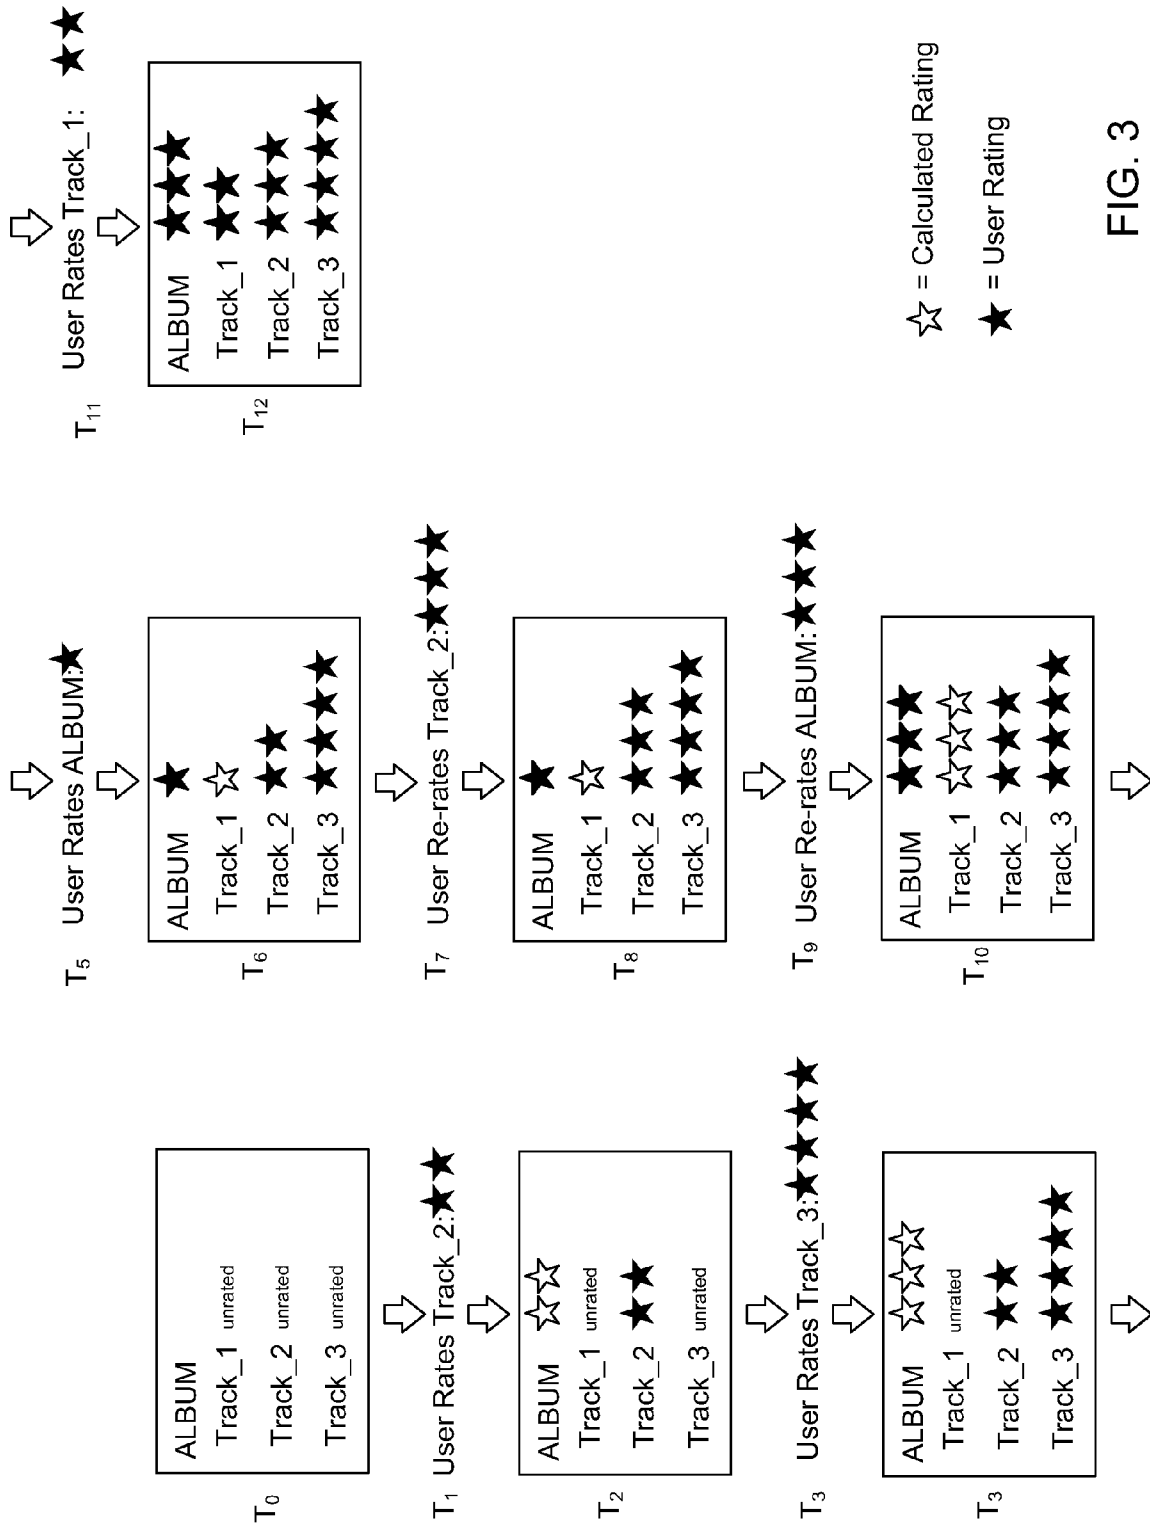 T0
ALBUM
Track_1 unrated
Track_2 unrated
Track_3 unrated
T1 User Rates Track_2: ★★
T2
ALBUM ☆☆
Track_1 unrated
Track_2 ★★
Track_3 unrated
T3 User Rates Track_3: ★★★★
T3
ALBUM ☆☆☆
Track_1 unrated
Track_2 ★★
Track_3 ★★★★
T5 User Rates ALBUM: ★
T6
ALBUM ★
Track_1 ☆
Track_2 ★★
Track_3 ★★★★
T7 User Re-rates Track_2: ★★★
T8
ALBUM ★
Track_1 ☆
Track_2 ★★★
Track_3 ★★★★
T9 User Re-rates ALBUM: ★★★
T10
ALBUM ★★★
Track_1 ☆☆☆
Track_2 ★★★
Track_3 ★★★★
T11 User Rates Track_1: ★★
T12
ALBUM ★★★
Track_1 ★★
Track_2 ★★★
Track_3 ★★★★
☆ = Calculated Rating
★ = User Rating
FIG. 3